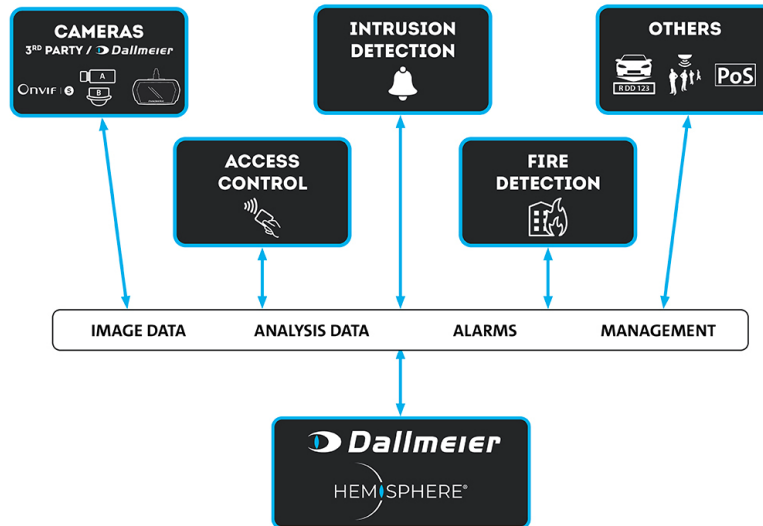 CAMERAS
3RD PARTY / Dallmeier
ONVIF | S
A
B
INTRUSION
DETECTION
OTHERS
R DD 123
PoS
ACCESS
CONTROL
FIRE
DETECTION
IMAGE DATA ANALYSIS DATA ALARMS MANAGEMENT
Dallmeier
HEMISPHERE®